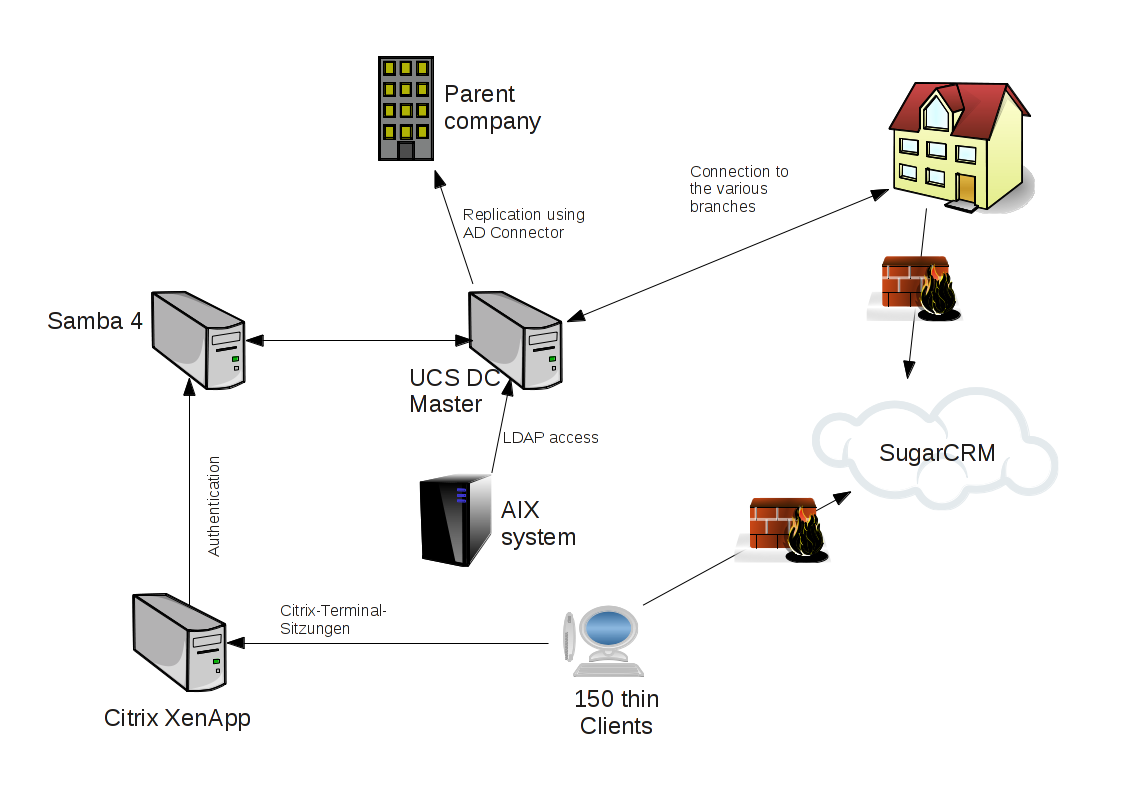 Parent
company
Connection to
the various
branches
Replication using
AD Connector
Samba 4
UCS DC
Master
LDAP access
SugarCRM
Authentication
AIX
system
Citrix-Terminal-
Sitzungen
150 thin
Clients
Citrix XenApp